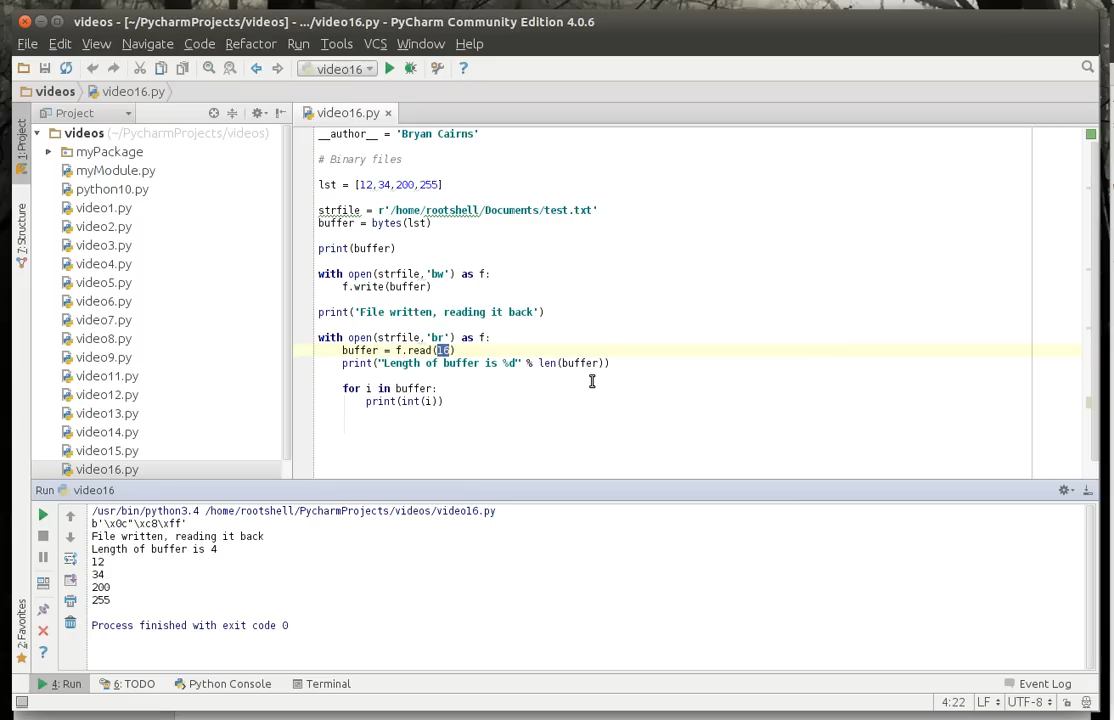 videos - [~/PycharmProjects/videos] - .../video16.py - PyCharm Community Edition 4.0.6
File Edit View Navigate Code Refactor Run Tools VCS Window Help
video16
videos video16.py
Project
video16.py
1: Project
7: Structure
2: Favorites
videos (~/PycharmProjects/videos)
myPackage
myModule.py
python10.py
video1.py
video2.py
video3.py
video4.py
video5.py
video6.py
video7.py
video8.py
video9.py
video11.py
video12.py
video13.py
video14.py
video15.py
video16.py
__author__ = 'Bryan Cairns'
# Binary files
lst = [12,34,200,255]
strfile = r'/home/rootshell/Documents/test.txt'
buffer = bytes(lst)
print(buffer)
with open(strfile,'bw') as f:
f.write(buffer)
print('File written, reading it back')
with open(strfile,'br') as f:
buffer = f.read(16)
print("Length of buffer is %d" % len(buffer))
for i in buffer:
print(int(i))
Run video16
/usr/bin/python3.4 /home/rootshell/PycharmProjects/videos/video16.py
b'\x0c"\xc8\xff'
File written, reading it back
Length of buffer is 4
12
34
200
255
Process finished with exit code 0
4: Run 6: TODO Python Console Terminal Event Log
4:22 LF UTF-8